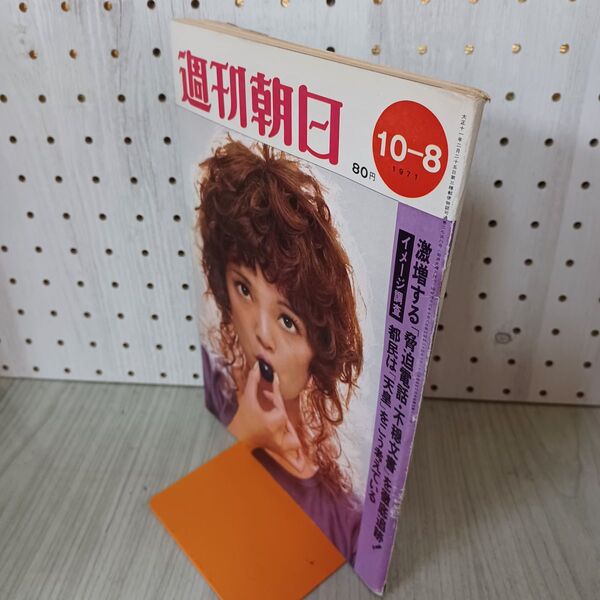 週刊朝日
80円
10-8
1971
激増する「脅迫電話・不穏文書」を徹底追跡!!
イメージ調査
都民は「天皇」をこう考えている